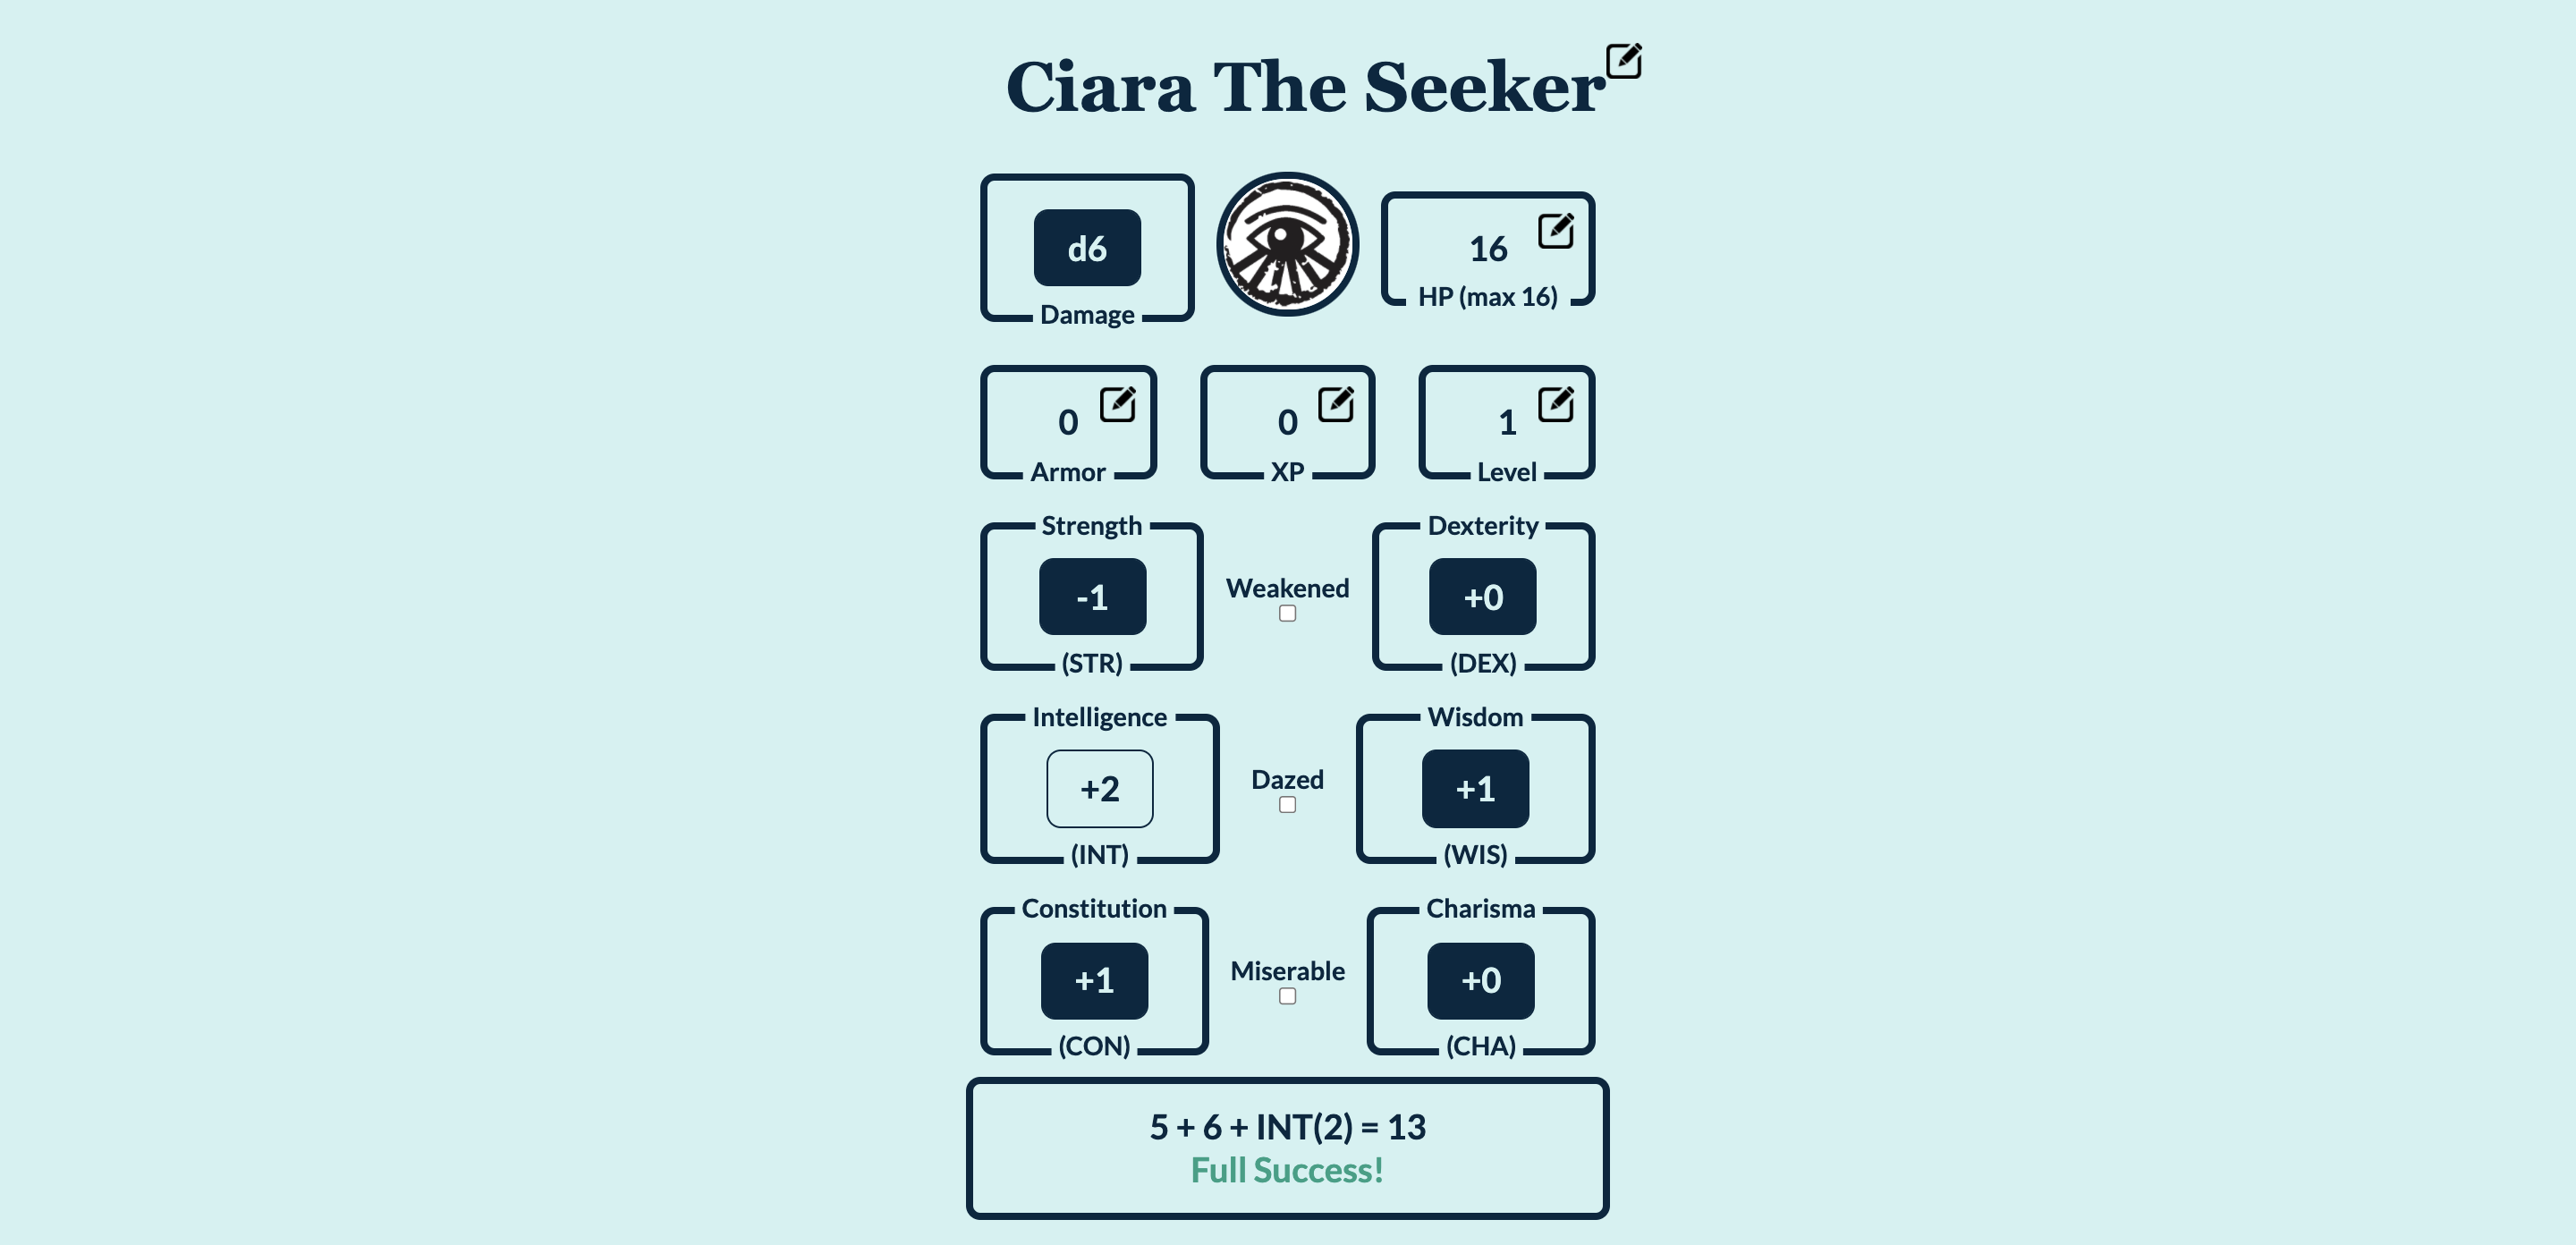 Ciara The Seeker
d6
Damage
16
HP (max 16)
0
Armor
0
XP
1
Level
Strength
-1
(STR)
Weakened
Dexterity
+0
(DEX)
Intelligence
+2
(INT)
Dazed
Wisdom
+1
(WIS)
Constitution
+1
(CON)
Miserable
Charisma
+0
(CHA)
5 + 6 + INT(2) = 13
Full Success!